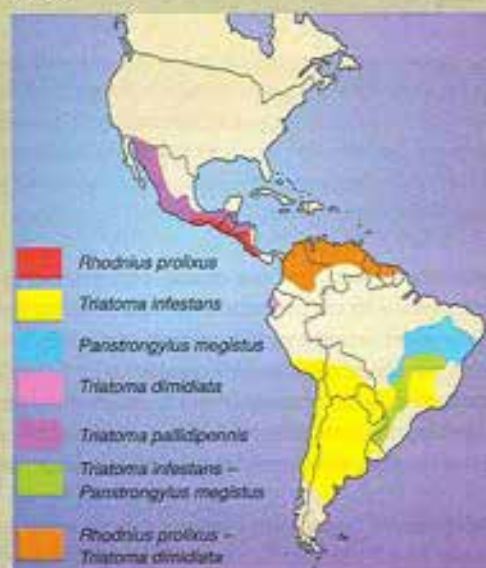 Rhodnius prolixus
Triatoma infestans
Panstrongylus megistus
Triatoma dimidiata
Triatoma pallidipennis
Triatoma infestans –
Panstrongylus megistus
Rhodnius prolixus –
Triatoma dimidiata